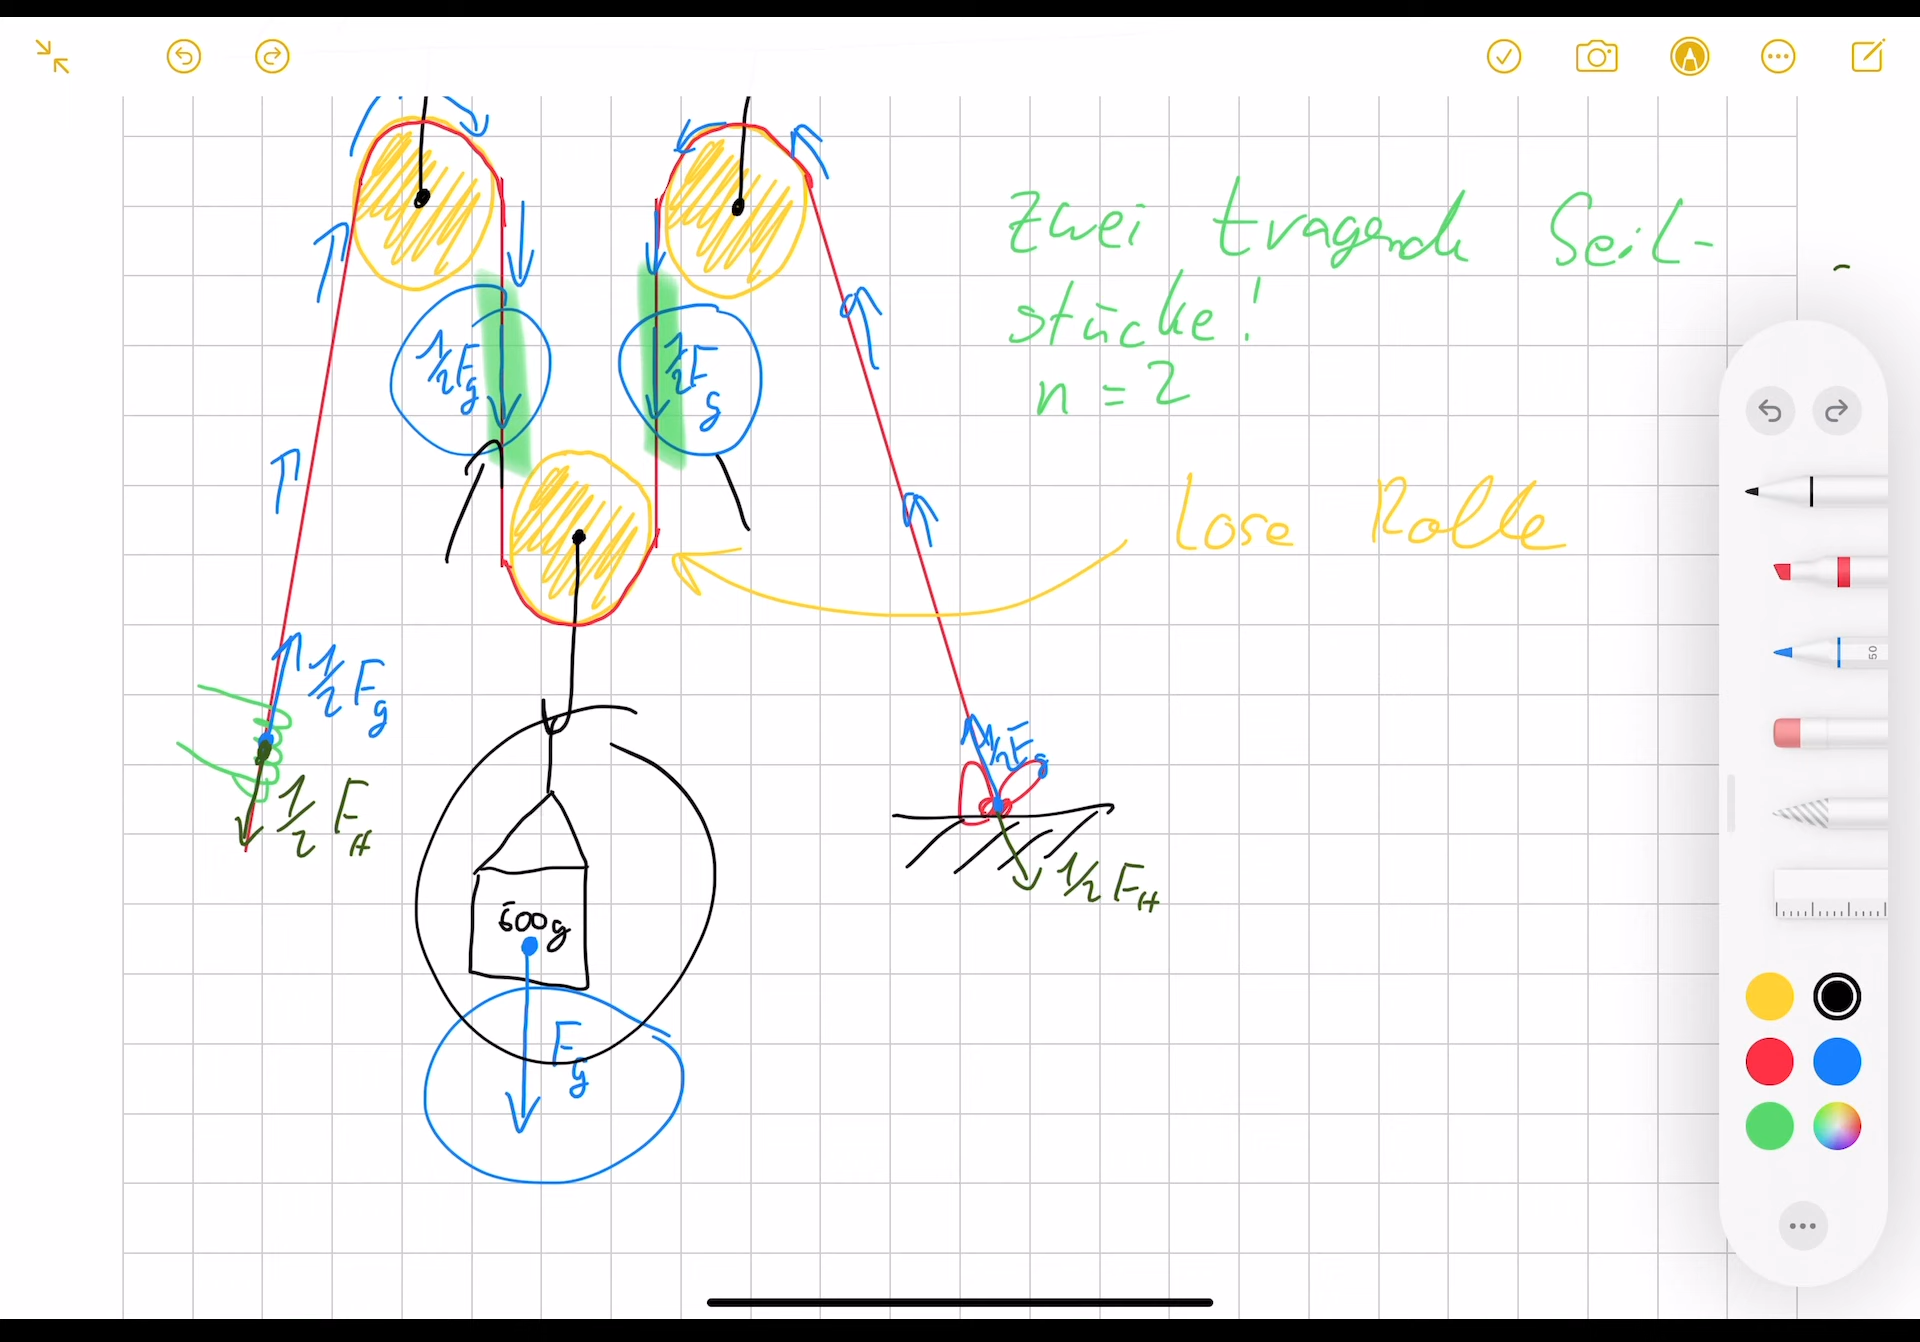 Zwei tragende Seil-
stücke!
n = 2
1/2 Fg
1/2 Fg
Lose Rolle
1/2 Fg
1/2 FH
1/2 Fg
1/2 FH
600g
Fg
50